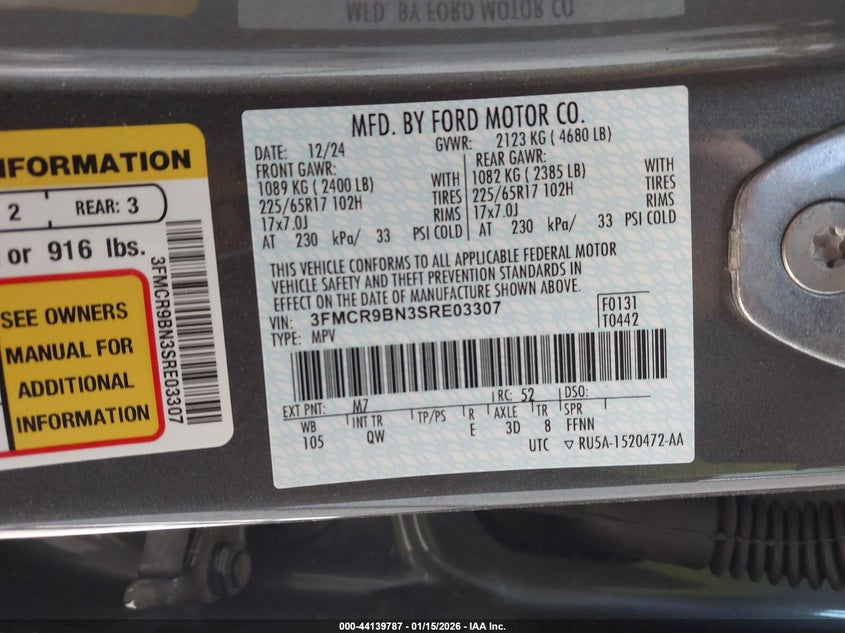 MFD. BY FORD MOTOR CO
MFD. BY FORD MOTOR CO.
DATE: 12/24 GVWR: 2123 KG ( 4680 LB)
FRONT GAWR: REAR GAWR:
1089 KG ( 2400 LB) WITH 1082 KG ( 2385 LB) WITH
225/65R17 102H TIRES 225/65R17 102H TIRES
17x7.0J RIMS 17x7.0J RIMS
AT 230 kPa/ 33 PSI COLD AT 230 kPa/ 33 PSI COLD
THIS VEHICLE CONFORMS TO ALL APPLICABLE FEDERAL MOTOR
VEHICLE SAFETY AND THEFT PREVENTION STANDARDS IN
EFFECT ON THE DATE OF MANUFACTURE SHOWN ABOVE.
VIN: 3FMCR9BN3SRE03307 F0131
TYPE: MPV T0442
EXT PNT: M7 RC: 52 DSO:
WB INT TR TP/PS R AXLE TR SPR
105 QW E 3D 8 FFNN
UTC ▽ RU5A-1520472-AA
INFORMATION
2 REAR: 3
or 916 lbs.
SEE OWNERS
MANUAL FOR
ADDITIONAL
INFORMATION
3FMCR9BN3SRE03307
000-44139787 - 01/15/2026 - IAA Inc.